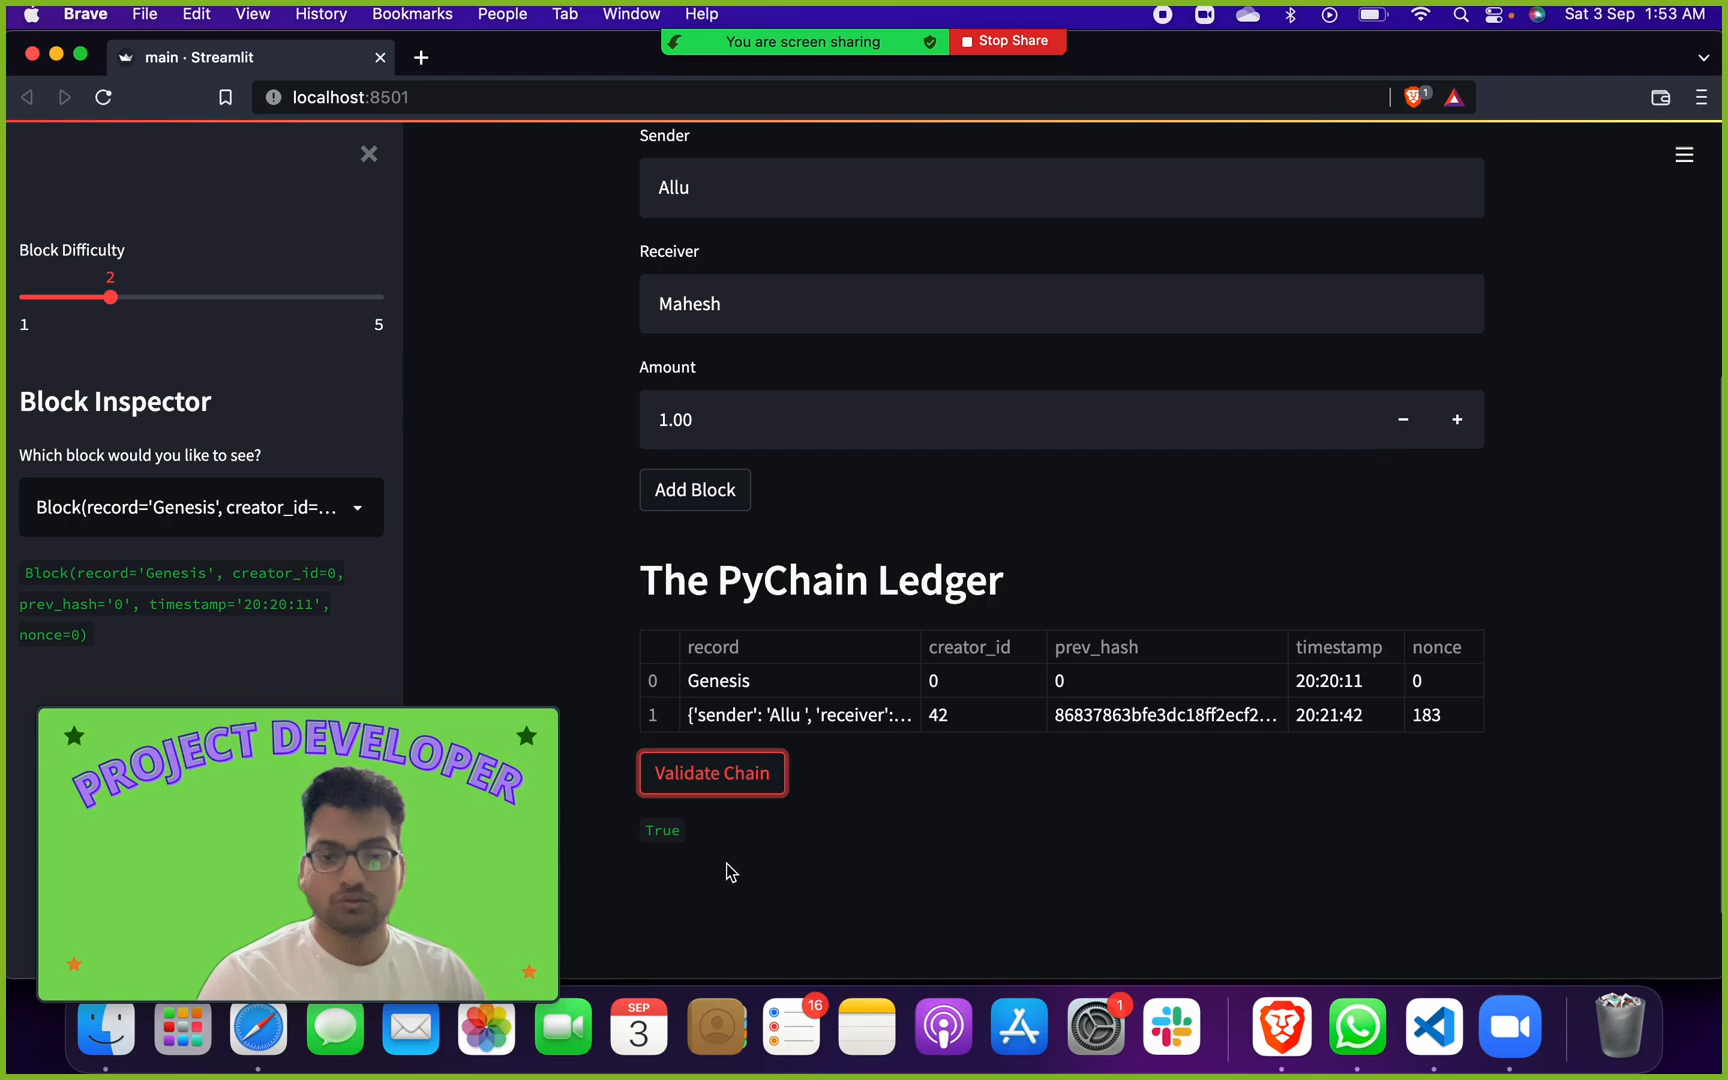 Brave File Edit View History Bookmarks People Tab Window Help
Sat 3 Sep 1:53 AM
You are screen sharing
Stop Share
main · Streamlit
localhost:8501
1
Block Difficulty
2
1 5
Block Inspector
Which block would you like to see?
Block(record='Genesis', creator_id=...
Block(record='Genesis', creator_id=0,
prev_hash='0', timestamp='20:20:11',
nonce=0)
Sender
Allu
Receiver
Mahesh
Amount
1.00 − +
Add Block
The PyChain Ledger
record creator_id prev_hash timestamp nonce
0 Genesis 0 0 20:20:11 0
1 {'sender': 'Allu ', 'receiver':... 42 86837863bfe3dc18ff2ecf2... 20:21:42 183
Validate Chain
True
PROJECT DEVELOPER
SEP
3
16
1